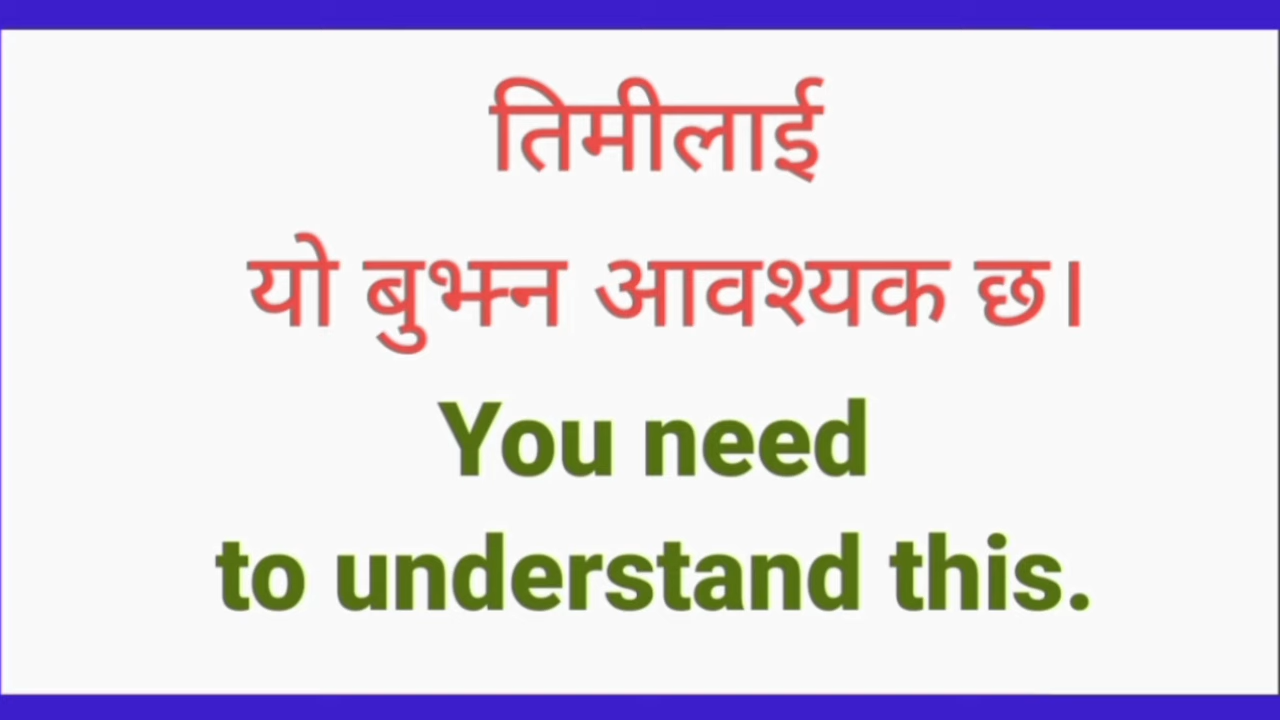 तिमीलाई
यो बुझ्न आवश्यक छ।
You need
to understand this.